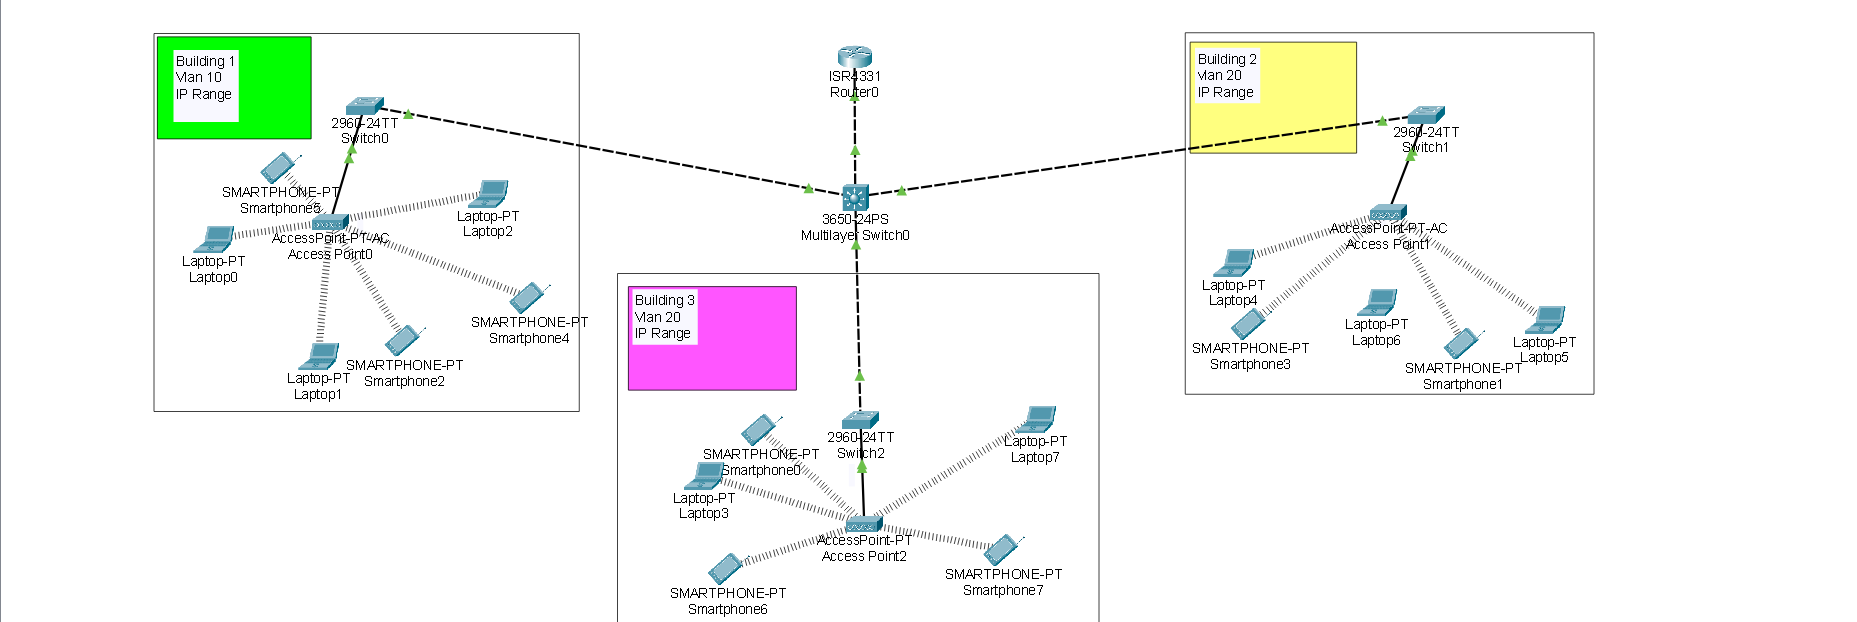 Building 1
Vlan 10
IP Range
2960-24TT
Switch0
SMARTPHONE-PT
Smartphone5
Laptop-PT
Laptop2
AccessPoint-PT-AC
Access Point0
Laptop-PT
Laptop0
SMARTPHONE-PT
Smartphone4
Laptop-PT
Laptop1
SMARTPHONE-PT
Smartphone2
ISR4331
Router0
3650-24PS
Multilayer Switch0
Building 2
Vlan 20
IP Range
2960-24TT
Switch1
AccessPoint-PT-AC
Access Point1
Laptop-PT
Laptop4
Laptop-PT
Laptop6
Laptop-PT
Laptop5
SMARTPHONE-PT
Smartphone3
SMARTPHONE-PT
Smartphone1
Building 3
Vlan 20
IP Range
2960-24TT
Switch2
SMARTPHONE-PT
Smartphone0
Laptop-PT
Laptop7
Laptop-PT
Laptop3
AccessPoint-PT
Access Point2
SMARTPHONE-PT
Smartphone7
SMARTPHONE-PT
Smartphone6